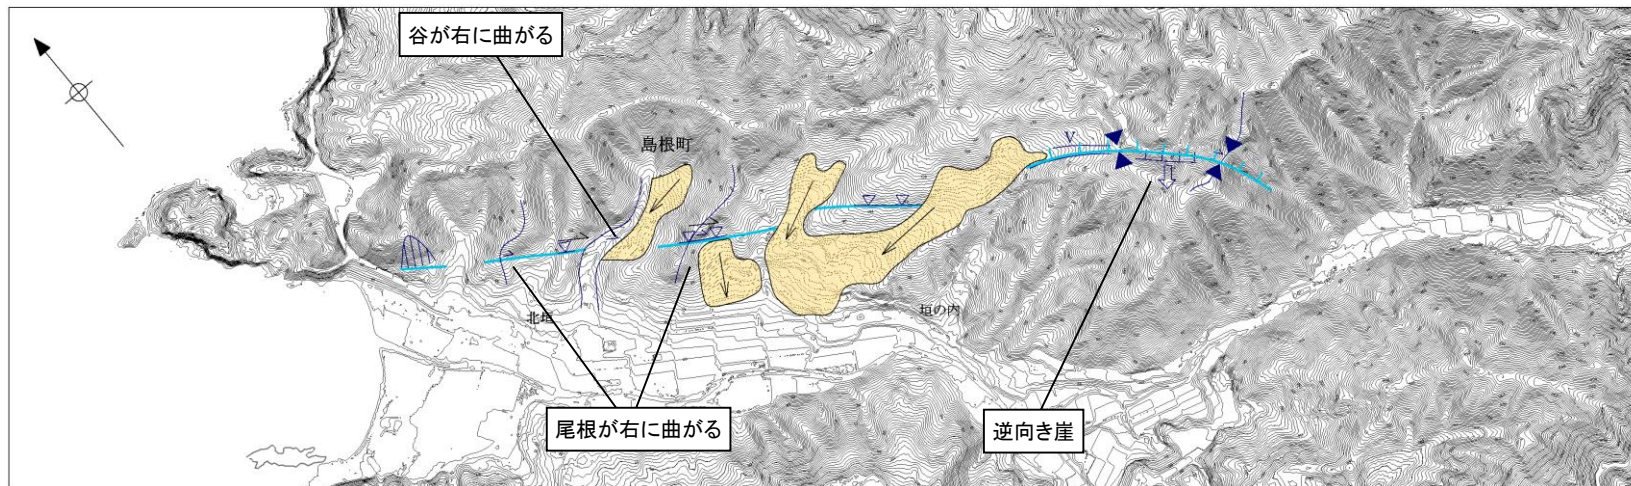 谷が右に曲がる
島根町
V
北垣
垣の内
尾根が右に曲がる
逆向き崖